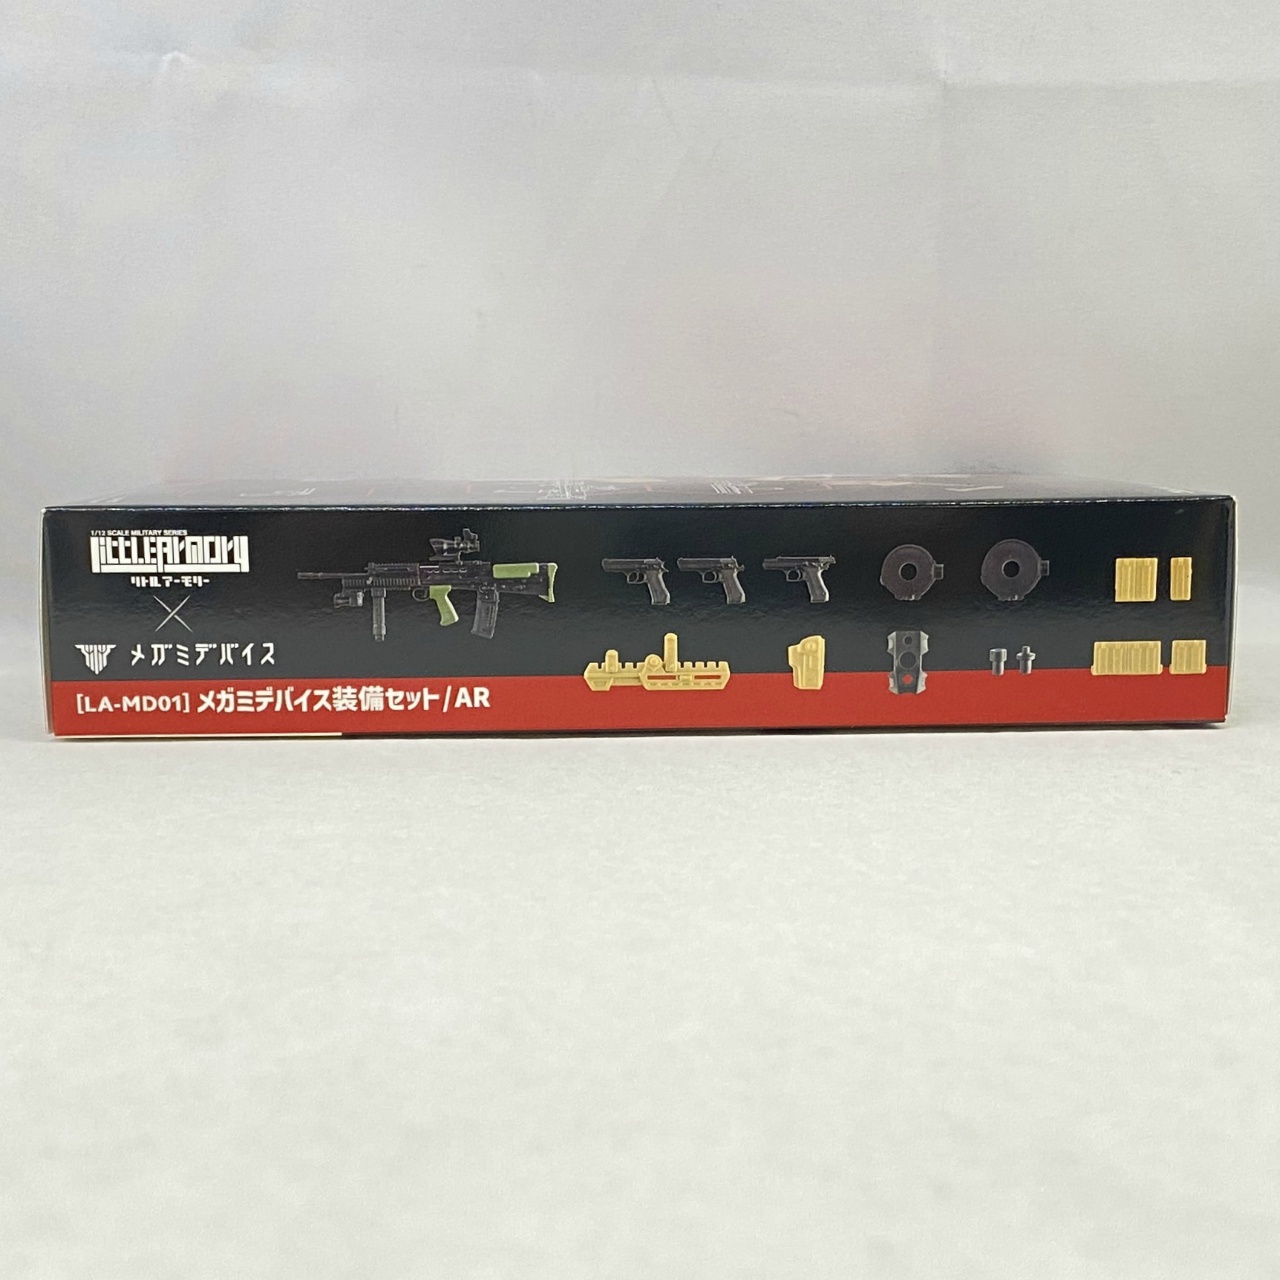 1/12 SCALE MILITARY SERIES
LITTLEARMORY
リトルアーモリー
×
メガミデバイス
[LA-MD01] メガミデバイス装備セット/AR